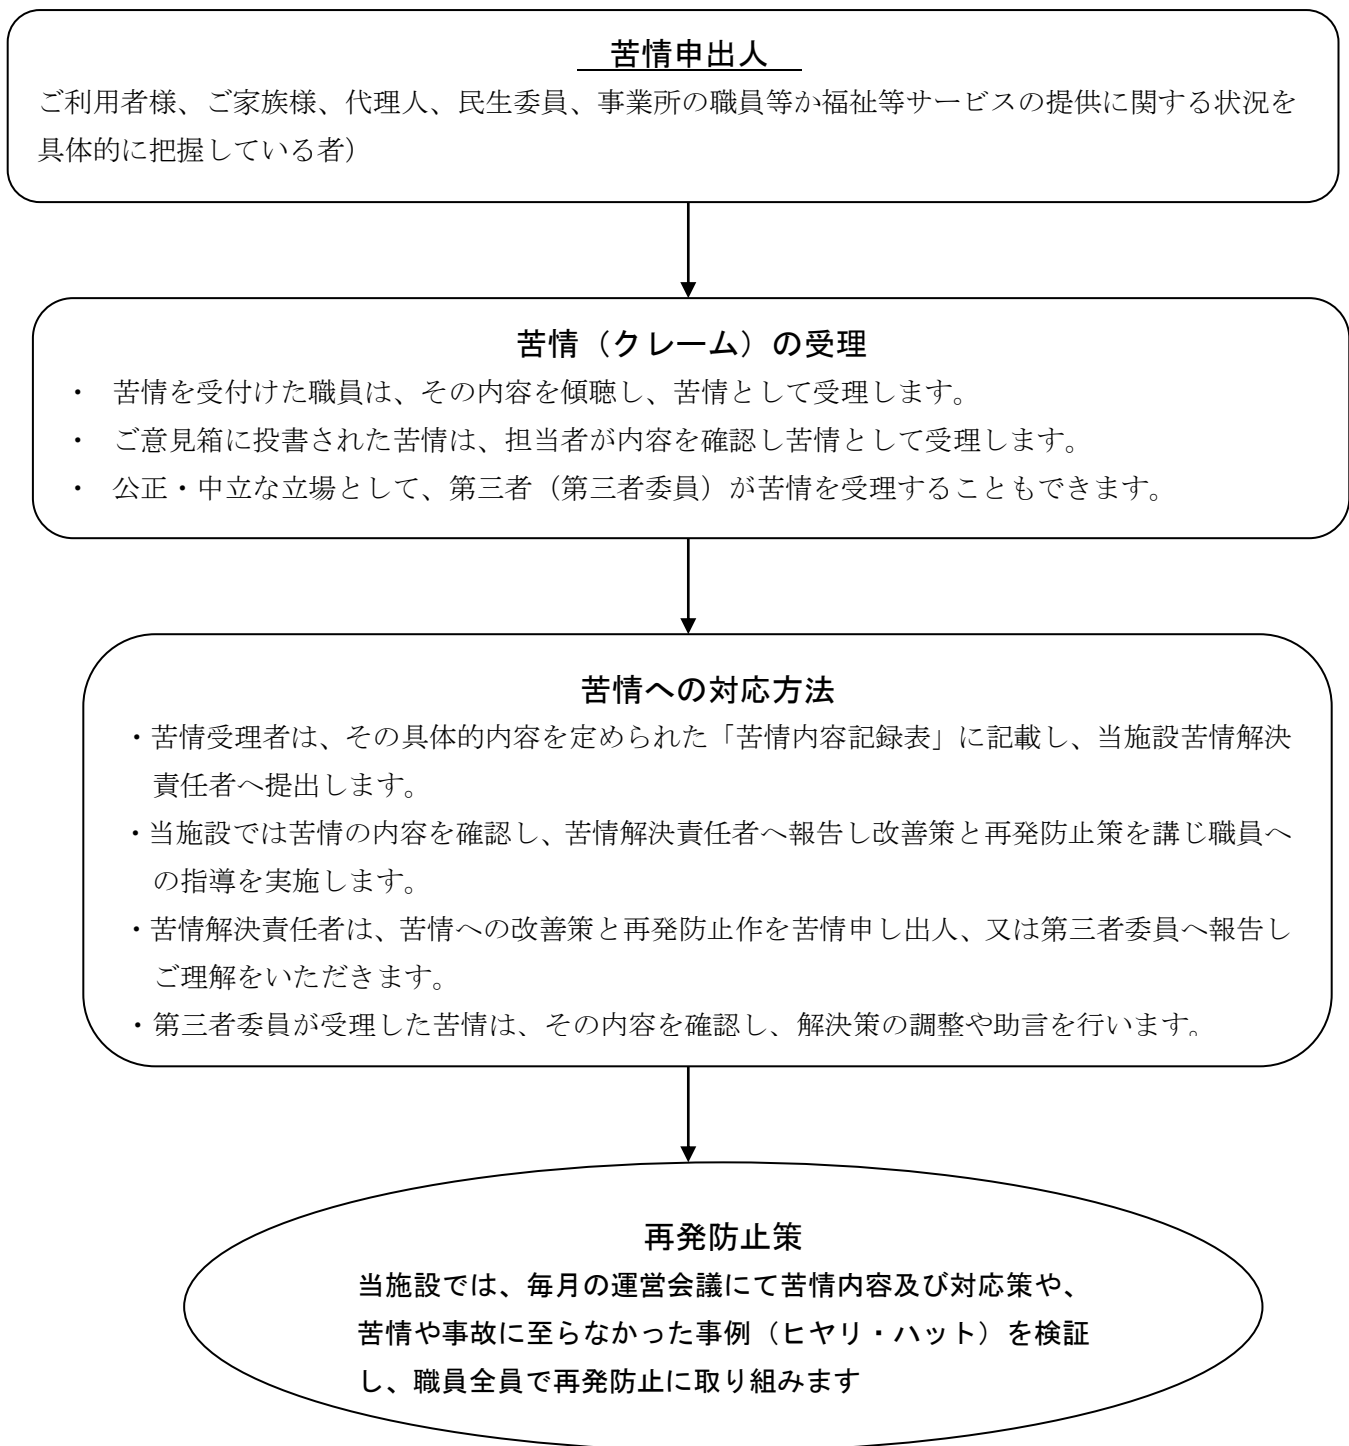 苦情申出人
ご利用者様、ご家族様、代理人、民生委員、事業所の職員等か福祉等サービスの提供に関する状況を
具体的に把握している者）
苦情（クレーム）の受理
・　苦情を受付けた職員は、その内容を傾聴し、苦情として受理します。
・　ご意見箱に投書された苦情は、担当者が内容を確認し苦情として受理します。
・　公正・中立な立場として、第三者（第三者委員）が苦情を受理することもできます。
苦情への対応方法
・苦情受理者は、その具体的内容を定められた「苦情内容記録表」に記載し、当施設苦情解決
責任者へ提出します。
・当施設では苦情の内容を確認し、苦情解決責任者へ報告し改善策と再発防止策を講じ職員へ
の指導を実施します。
・苦情解決責任者は、苦情への改善策と再発防止作を苦情申し出人、又は第三者委員へ報告し
ご理解をいただきます。
・第三者委員が受理した苦情は、その内容を確認し、解決策の調整や助言を行います。
再発防止策
当施設では、毎月の運営会議にて苦情内容及び対応策や、
苦情や事故に至らなかった事例（ヒヤリ・ハット）を検証
し、職員全員で再発防止に取り組みます